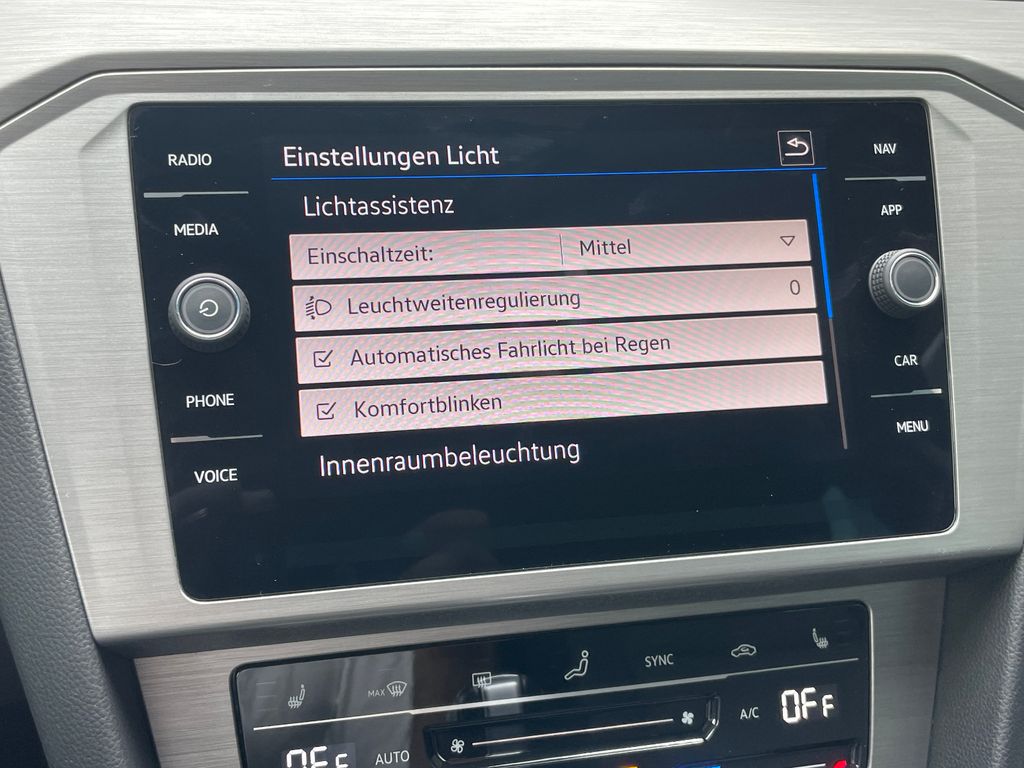 RADIO
MEDIA
PHONE
VOICE
Einstellungen Licht
Lichtassistenz
Einschaltzeit: Mittel
Leuchtweitenregulierung 0
Automatisches Fahrlicht bei Regen
Komfortblinken
Innenraumbeleuchtung
NAV
APP
CAR
MENU
MAX SYNC
OFF AUTO A/C OFF